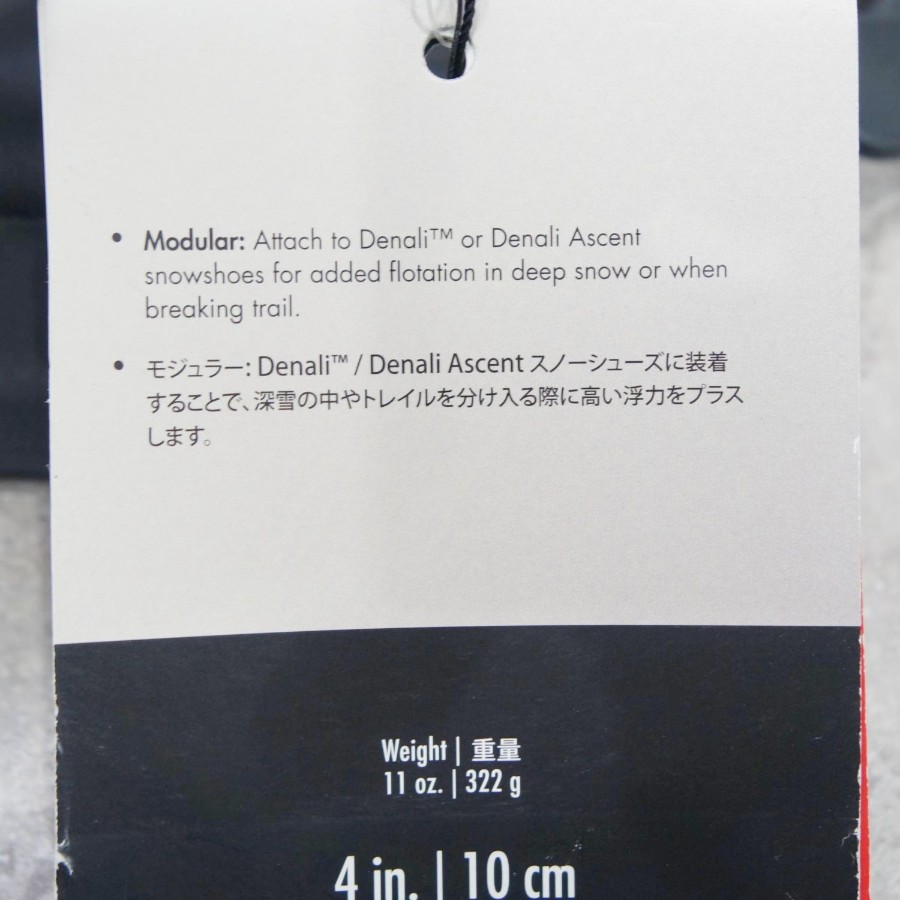 • Modular: Attach to Denali™ or Denali Ascent
snowshoes for added flotation in deep snow or when
breaking trail.
• モジュラー: Denali™ / Denali Ascent スノーシューズに装着
することで、深雪の中やトレイルを分け入る際に高い浮力をプラス
します。
Weight | 重量
11 oz. | 322 g
4 in. | 10 cm